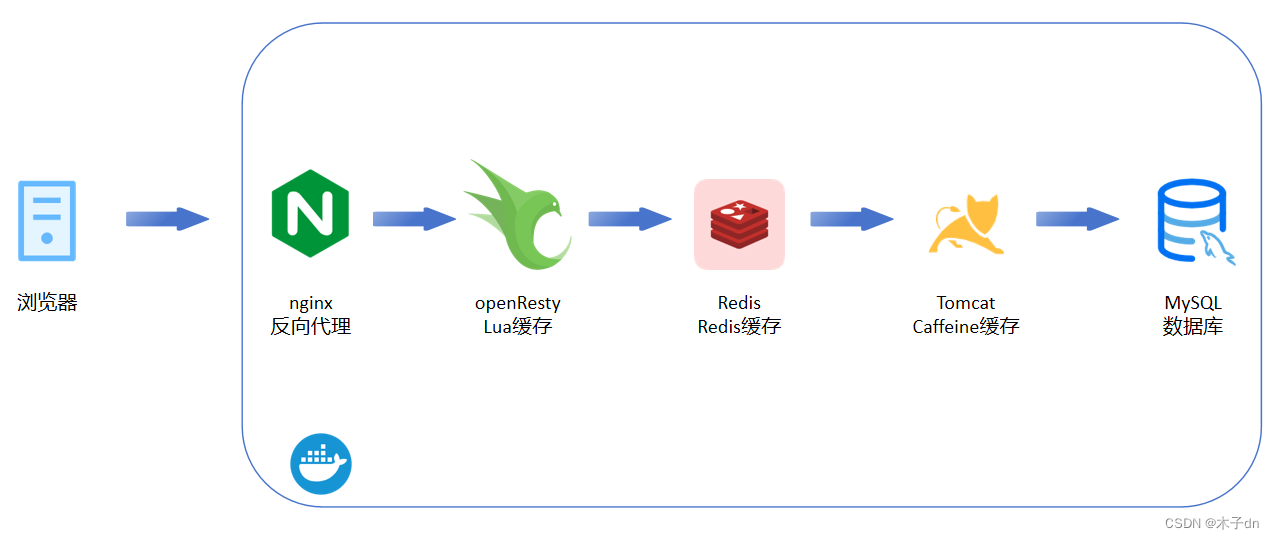 浏览器
nginx
反向代理
openResty
Lua缓存
Redis
Redis缓存
Tomcat
Caffeine缓存
MySQL
数据库
CSDN @木子dn